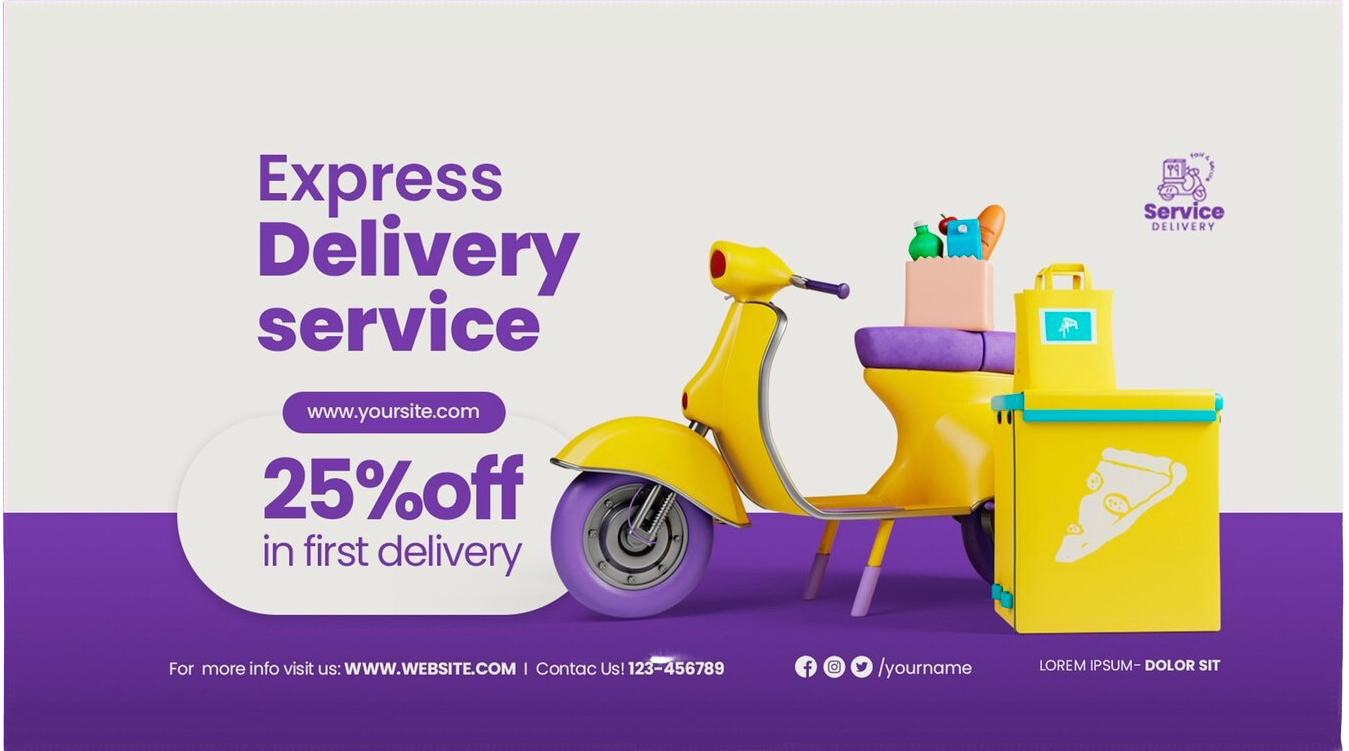 Express
Delivery
service
www.yoursite.com
25%off
in first delivery
Service
DELIVERY
For more info visit us: WWW.WEBSITE.COM I Contac Us! 123-456789
/yourname
LOREM IPSUM- DOLOR SIT